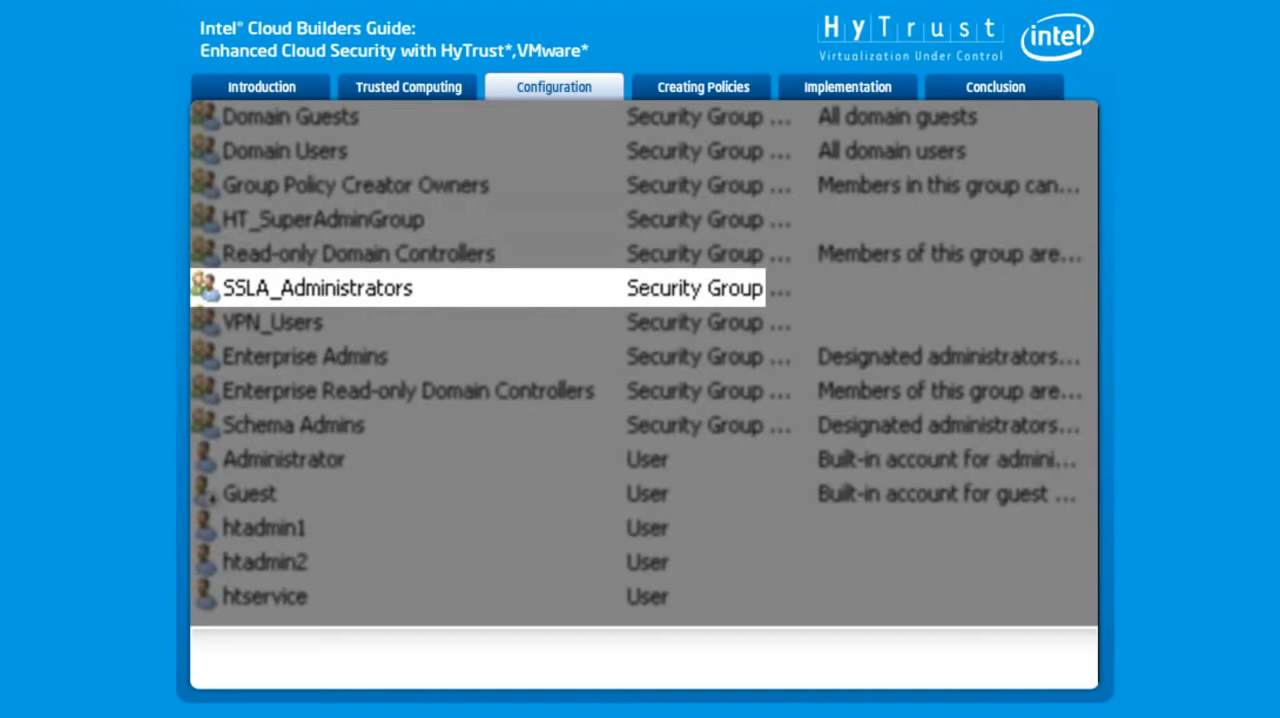 Intel® Cloud Builders Guide:
Enhanced Cloud Security with HyTrust*,VMware*
HyTrust
Virtualization Under Control
intel
Introduction Trusted Computing Configuration Creating Policies Implementation Conclusion
Domain Guests Security Group ... All domain guests
Domain Users Security Group ... All domain users
Group Policy Creator Owners Security Group ... Members in this group can...
HT_SuperAdminGroup Security Group ...
Read-only Domain Controllers Security Group ... Members of this group are...
SSLA_Administrators Security Group ...
VPN_Users Security Group ...
Enterprise Admins Security Group ... Designated administrators...
Enterprise Read-only Domain Controllers Security Group ... Members of this group are...
Schema Admins Security Group ... Designated administrators...
Administrator User Built-in account for admini...
Guest User Built-in account for guest ...
htadmin1 User
htadmin2 User
htservice User